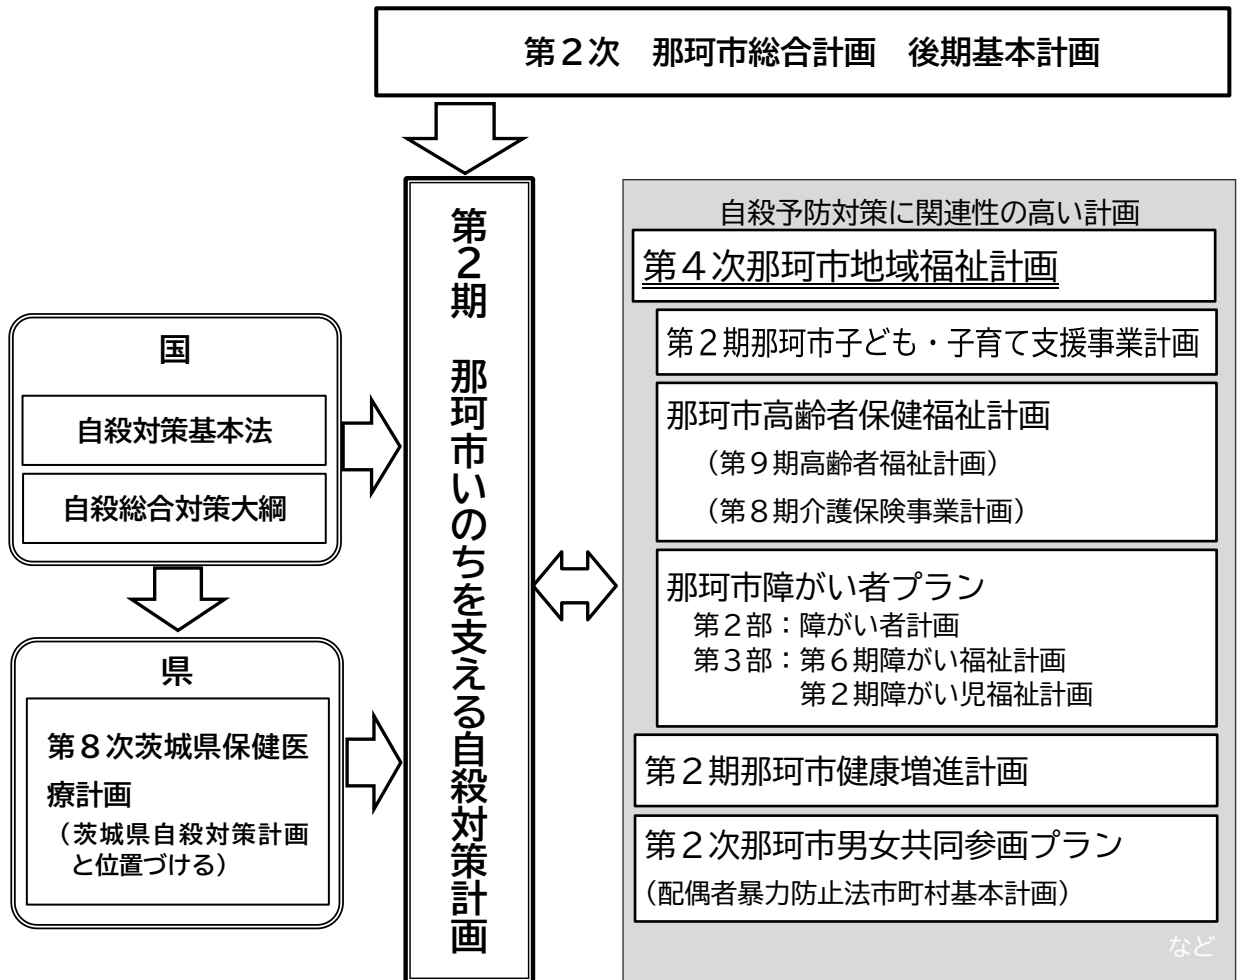 第２次　那珂市総合計画　後期基本計画
国
自殺対策基本法
自殺総合対策大綱
県
第８次茨城県保健医
療計画
（茨城県自殺対策計画
と位置づける）
第２期　那珂市いのちを支える自殺対策計画
自殺予防対策に関連性の高い計画
第４次那珂市地域福祉計画
第２期那珂市子ども・子育て支援事業計画
那珂市高齢者保健福祉計画
（第９期高齢者福祉計画）
（第８期介護保険事業計画）
那珂市障がい者プラン
第２部：障がい者計画
第３部：第６期障がい福祉計画
第２期障がい児福祉計画
第２期那珂市健康増進計画
第２次那珂市男女共同参画プラン
（配偶者暴力防止法市町村基本計画）
など